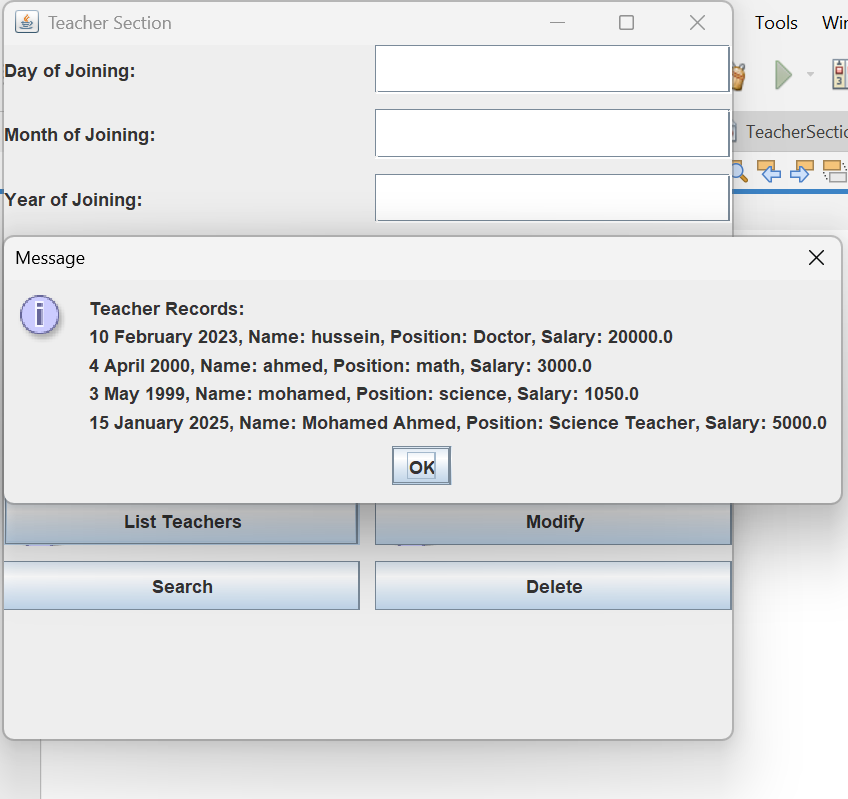 Teacher Section
Tools
Day of Joining:
Month of Joining:
TeacherSectio
Year of Joining:
Message
Teacher Records:
10 February 2023, Name: hussein, Position: Doctor, Salary: 20000.0
4 April 2000, Name: ahmed, Position: math, Salary: 3000.0
3 May 1999, Name: mohamed, Position: science, Salary: 1050.0
15 January 2025, Name: Mohamed Ahmed, Position: Science Teacher, Salary: 5000.0
OK
List Teachers Modify
Search Delete